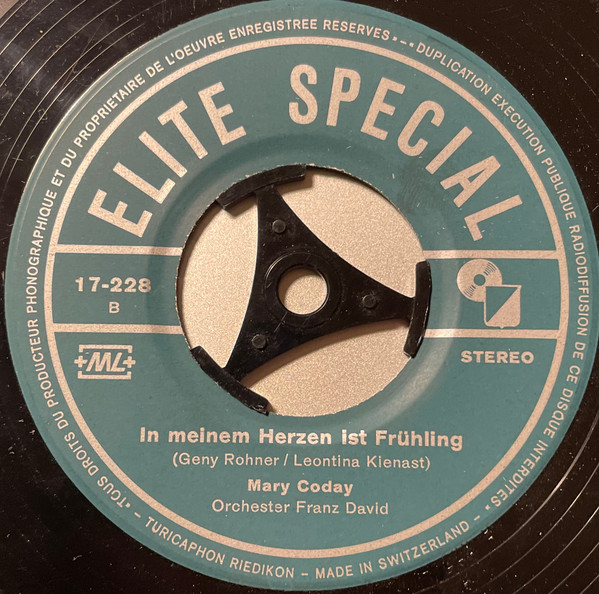 TOUS DROITS DU PRODUCTEUR PHONOGRAPHIQUE ET DU PROPRIETAIRE DE L'OEUVRE ENREGISTREE RESERVES » - « DUPLICATION EXECUTION PUBLIQUE RADIODIFFUSION DE CE DISQUE INTERDITES »
ELITE SPECIAL
17-228
B
+ML+
STEREO
In meinem Herzen ist Frühling
(Geny Rohner / Leontina Kienast)
Mary Coday
Orchester Franz David
TURICAPHON RIEDIKON - MADE IN SWITZERLAND